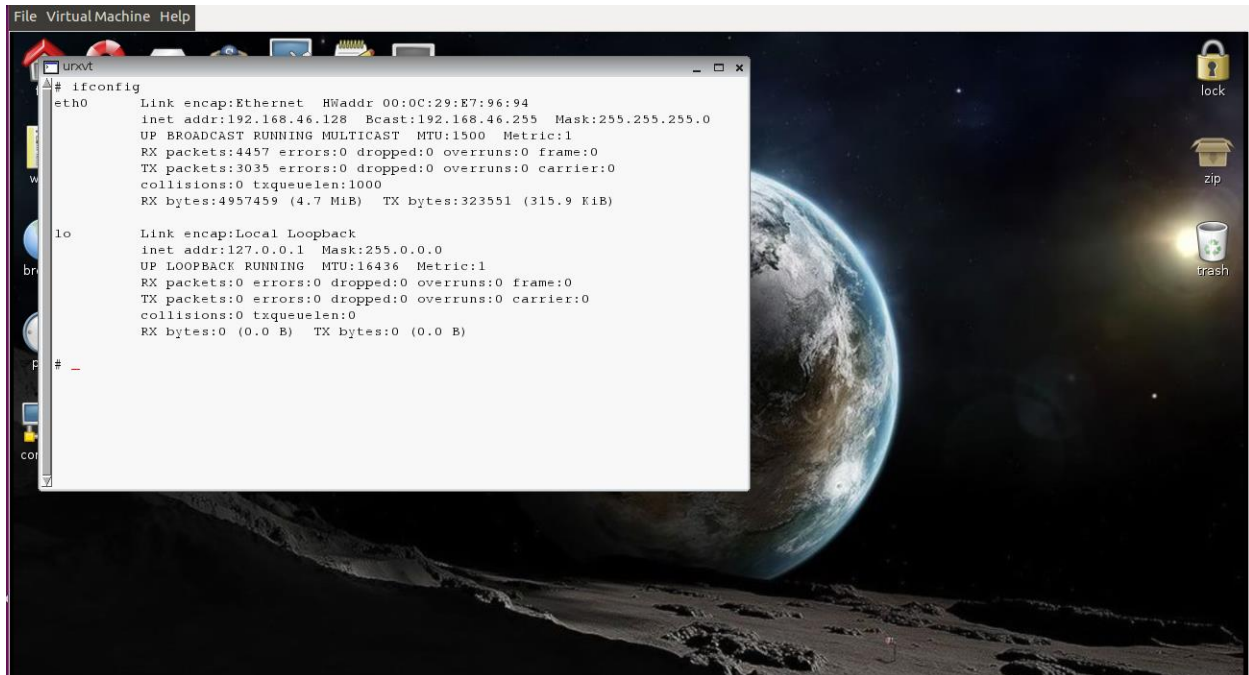 File Virtual Machine Help
urxvt
# ifconfig
eth0 Link encap:Ethernet HWaddr 00:0C:29:E7:96:94
inet addr:192.168.46.128 Bcast:192.168.46.255 Mask:255.255.255.0
UP BROADCAST RUNNING MULTICAST MTU:1500 Metric:1
RX packets:4457 errors:0 dropped:0 overruns:0 frame:0
TX packets:3035 errors:0 dropped:0 overruns:0 carrier:0
collisions:0 txqueuelen:1000
RX bytes:4957459 (4.7 MiB) TX bytes:323551 (315.9 KiB)
lo Link encap:Local Loopback
inet addr:127.0.0.1 Mask:255.0.0.0
UP LOOPBACK RUNNING MTU:16436 Metric:1
RX packets:0 errors:0 dropped:0 overruns:0 frame:0
TX packets:0 errors:0 dropped:0 overruns:0 carrier:0
collisions:0 txqueuelen:0
RX bytes:0 (0.0 B) TX bytes:0 (0.0 B)
# _
lock
zip
trash